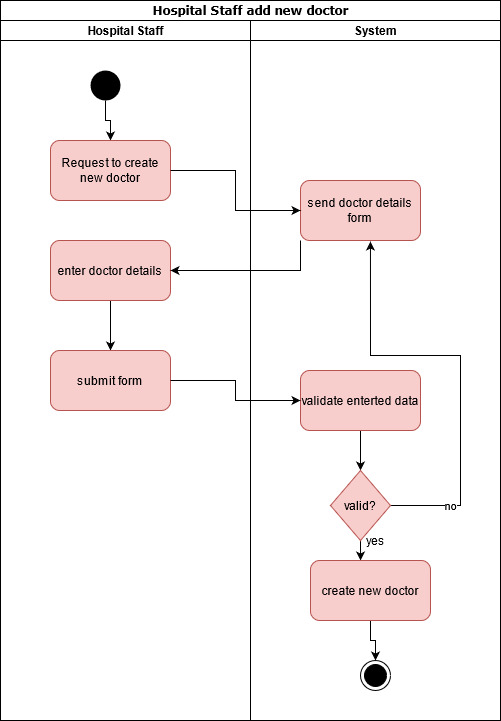 Hospital Staff add new doctor
Hospital Staff
System
Request to create
new doctor
send doctor details
form
enter doctor details
submit form
validate enterted data
valid?
no
yes
create new doctor